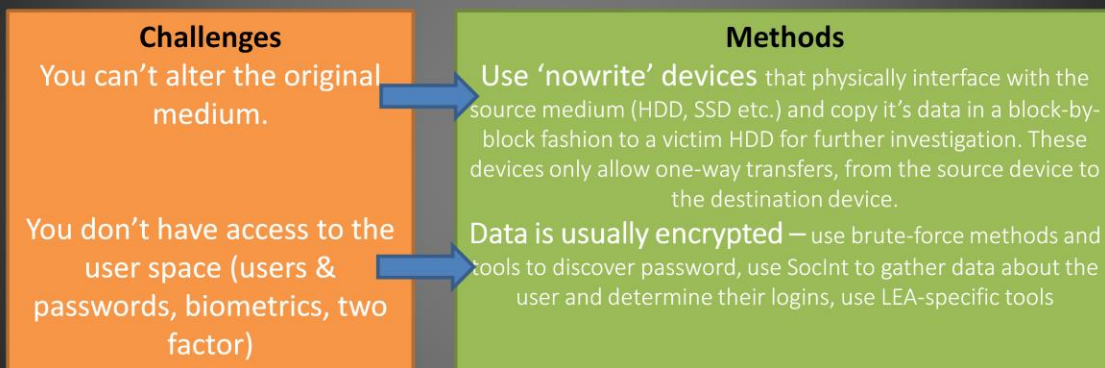 Challenges
You can't alter the original
medium.
You don't have access to the
user space (users &
passwords, biometrics, two
factor)
Methods
Use 'nowrite' devices that physically interface with the
source medium (HDD, SSD etc.) and copy it's data in a block-by-
block fashion to a victim HDD for further investigation. These
devices only allow one-way transfers, from the source device to
the destination device.
Data is usually encrypted – use brute-force methods and
tools to discover password, use SocInt to gather data about the
user and determine their logins, use LEA-specific tools